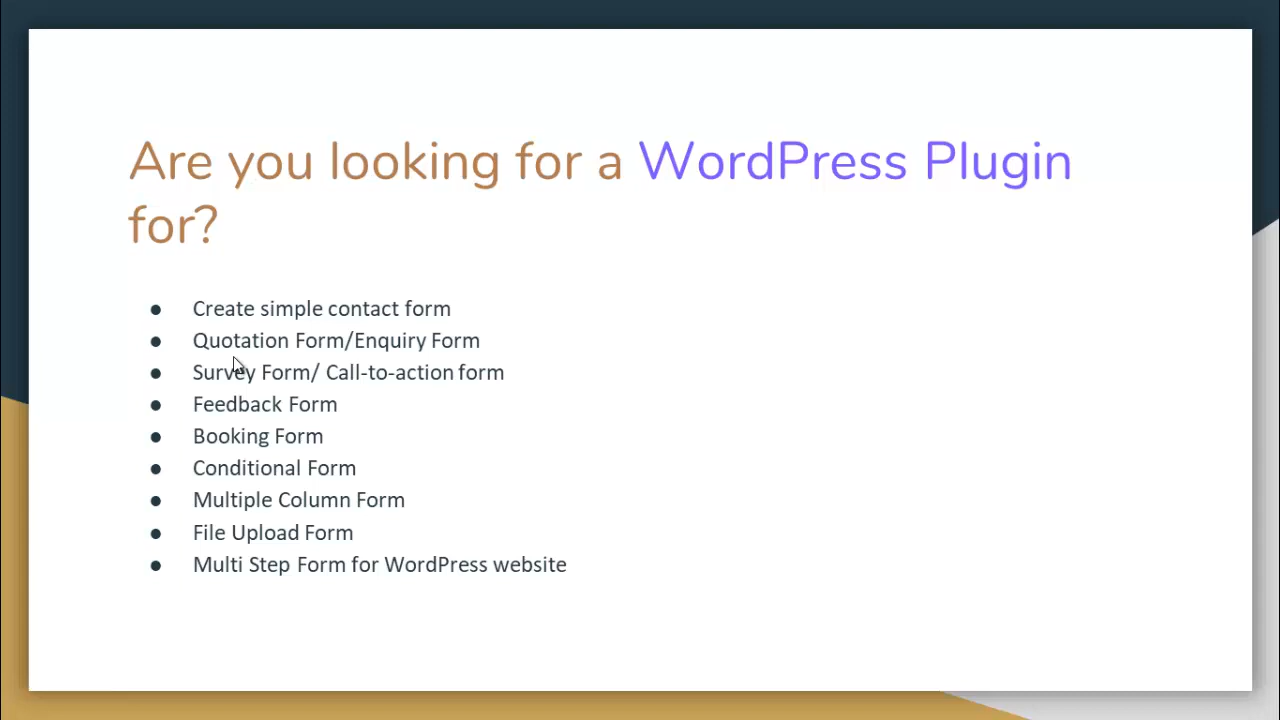 Are you looking for a WordPress Plugin
for?
● Create simple contact form
● Quotation Form/Enquiry Form
● Survey Form/ Call-to-action form
● Feedback Form
● Booking Form
● Conditional Form
● Multiple Column Form
● File Upload Form
● Multi Step Form for WordPress website